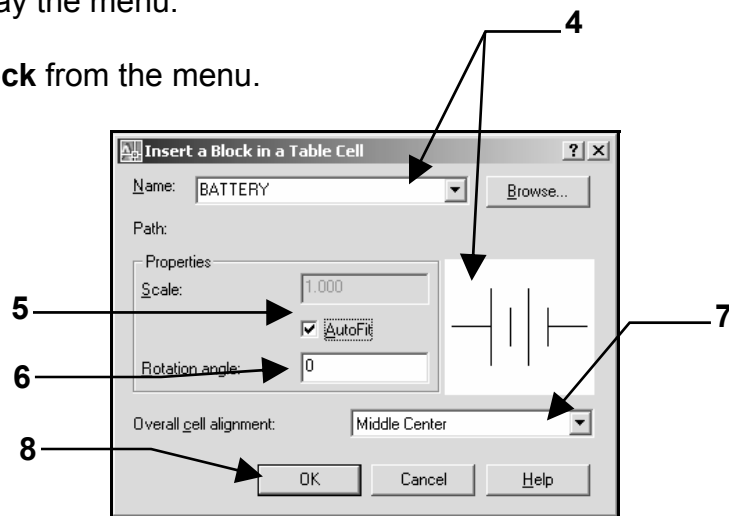 ay the menu.
4
ck from the menu.
Insert a Block in a Table Cell
Name: BATTERY Browse...
Path:
Properties
Scale: 1.000
5
AutoFit
7
6
Rotation angle: 0
Overall cell alignment: Middle Center
8
OK Cancel Help